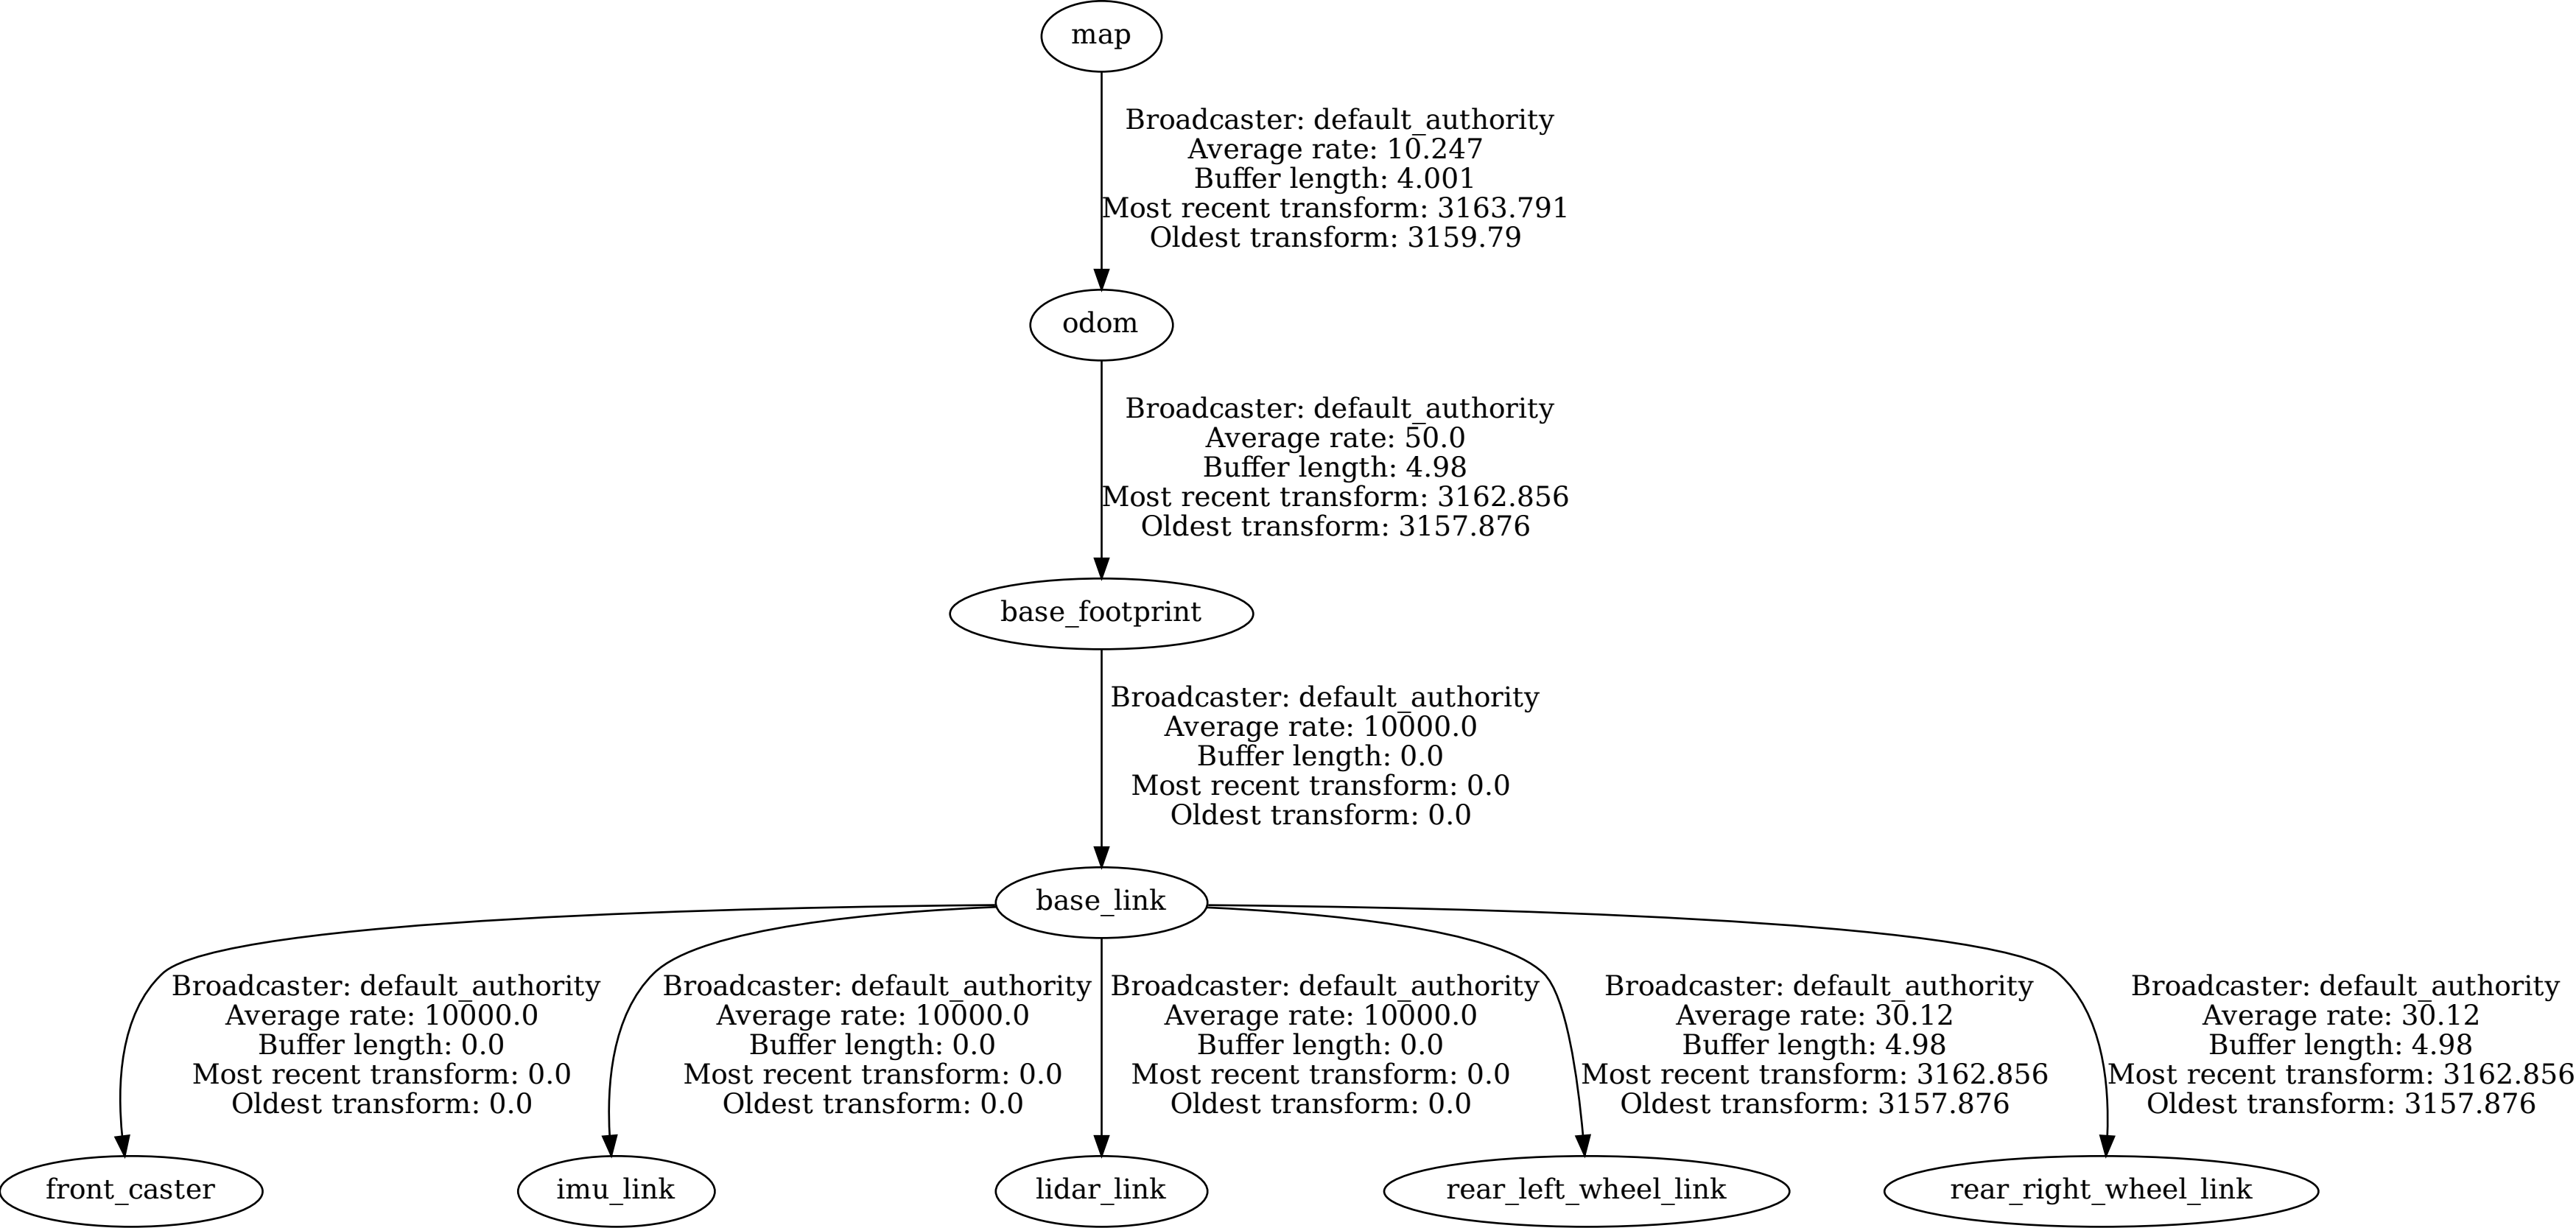 map
Broadcaster: default_authority
Average rate: 10.247
Buffer length: 4.001
Most recent transform: 3163.791
Oldest transform: 3159.79
odom
Broadcaster: default_authority
Average rate: 50.0
Buffer length: 4.98
Most recent transform: 3162.856
Oldest transform: 3157.876
base_footprint
Broadcaster: default_authority
Average rate: 10000.0
Buffer length: 0.0
Most recent transform: 0.0
Oldest transform: 0.0
base_link
Broadcaster: default_authority
Average rate: 10000.0
Buffer length: 0.0
Most recent transform: 0.0
Oldest transform: 0.0
Broadcaster: default_authority
Average rate: 10000.0
Buffer length: 0.0
Most recent transform: 0.0
Oldest transform: 0.0
Broadcaster: default_authority
Average rate: 10000.0
Buffer length: 0.0
Most recent transform: 0.0
Oldest transform: 0.0
Broadcaster: default_authority
Average rate: 30.12
Buffer length: 4.98
Most recent transform: 3162.856
Oldest transform: 3157.876
Broadcaster: default_authority
Average rate: 30.12
Buffer length: 4.98
Most recent transform: 3162.856
Oldest transform: 3157.876
front_caster
imu_link
lidar_link
rear_left_wheel_link
rear_right_wheel_link